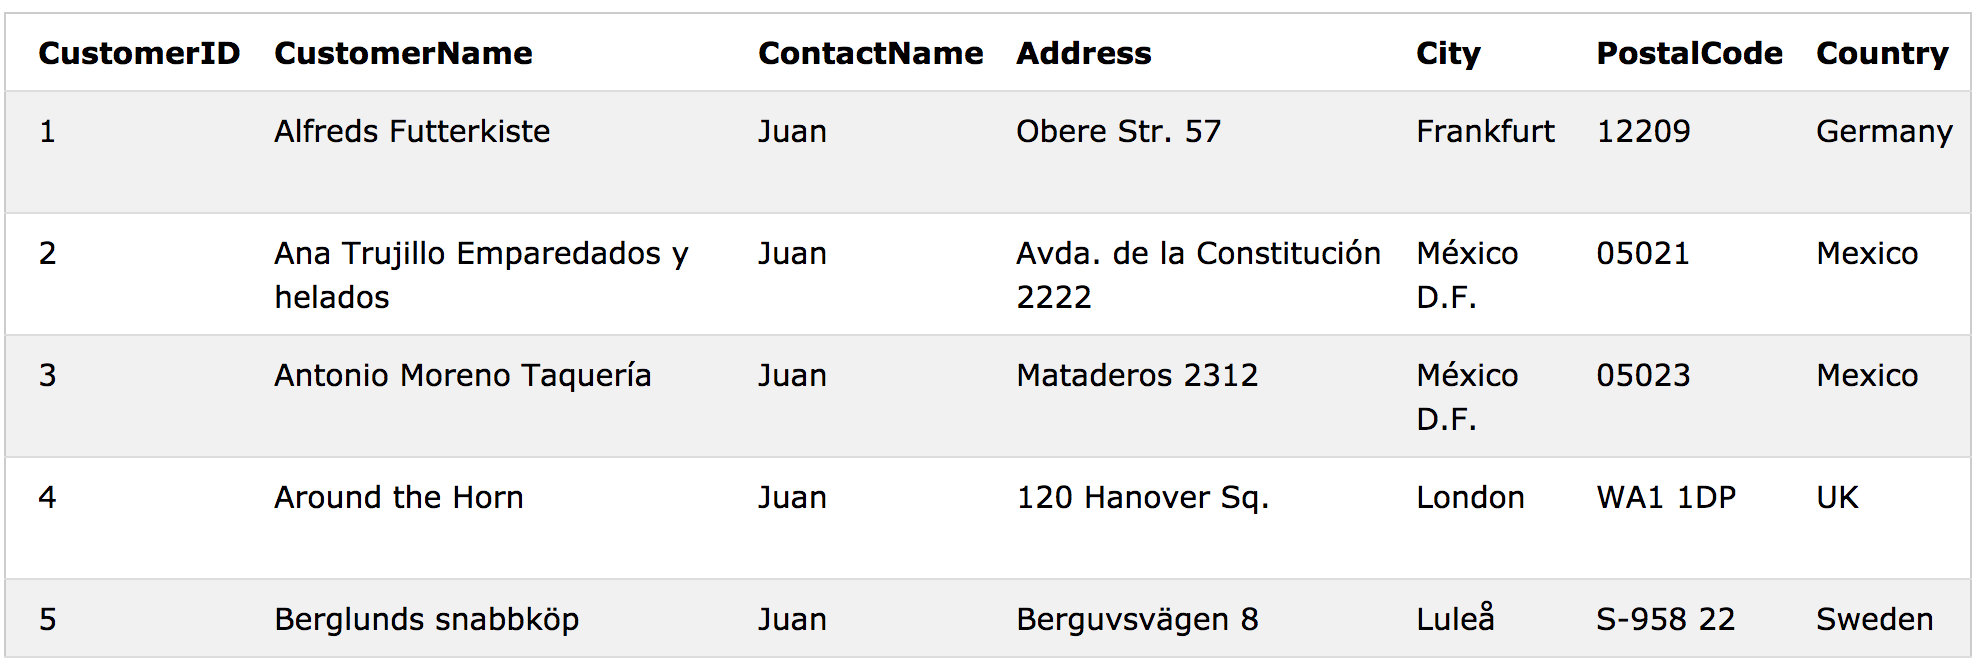 CustomerID CustomerName ContactName Address City PostalCode Country
1 Alfreds Futterkiste Juan Obere Str. 57 Frankfurt 12209 Germany
2 Ana Trujillo Emparedados y Juan Avda. de la Constitución México 05021 Mexico
helados 2222 D.F.
3 Antonio Moreno Taquería Juan Mataderos 2312 México 05023 Mexico
D.F.
4 Around the Horn Juan 120 Hanover Sq. London WA1 1DP UK
5 Berglunds snabbköp Juan Berguvsvägen 8 Luleå S-958 22 Sweden